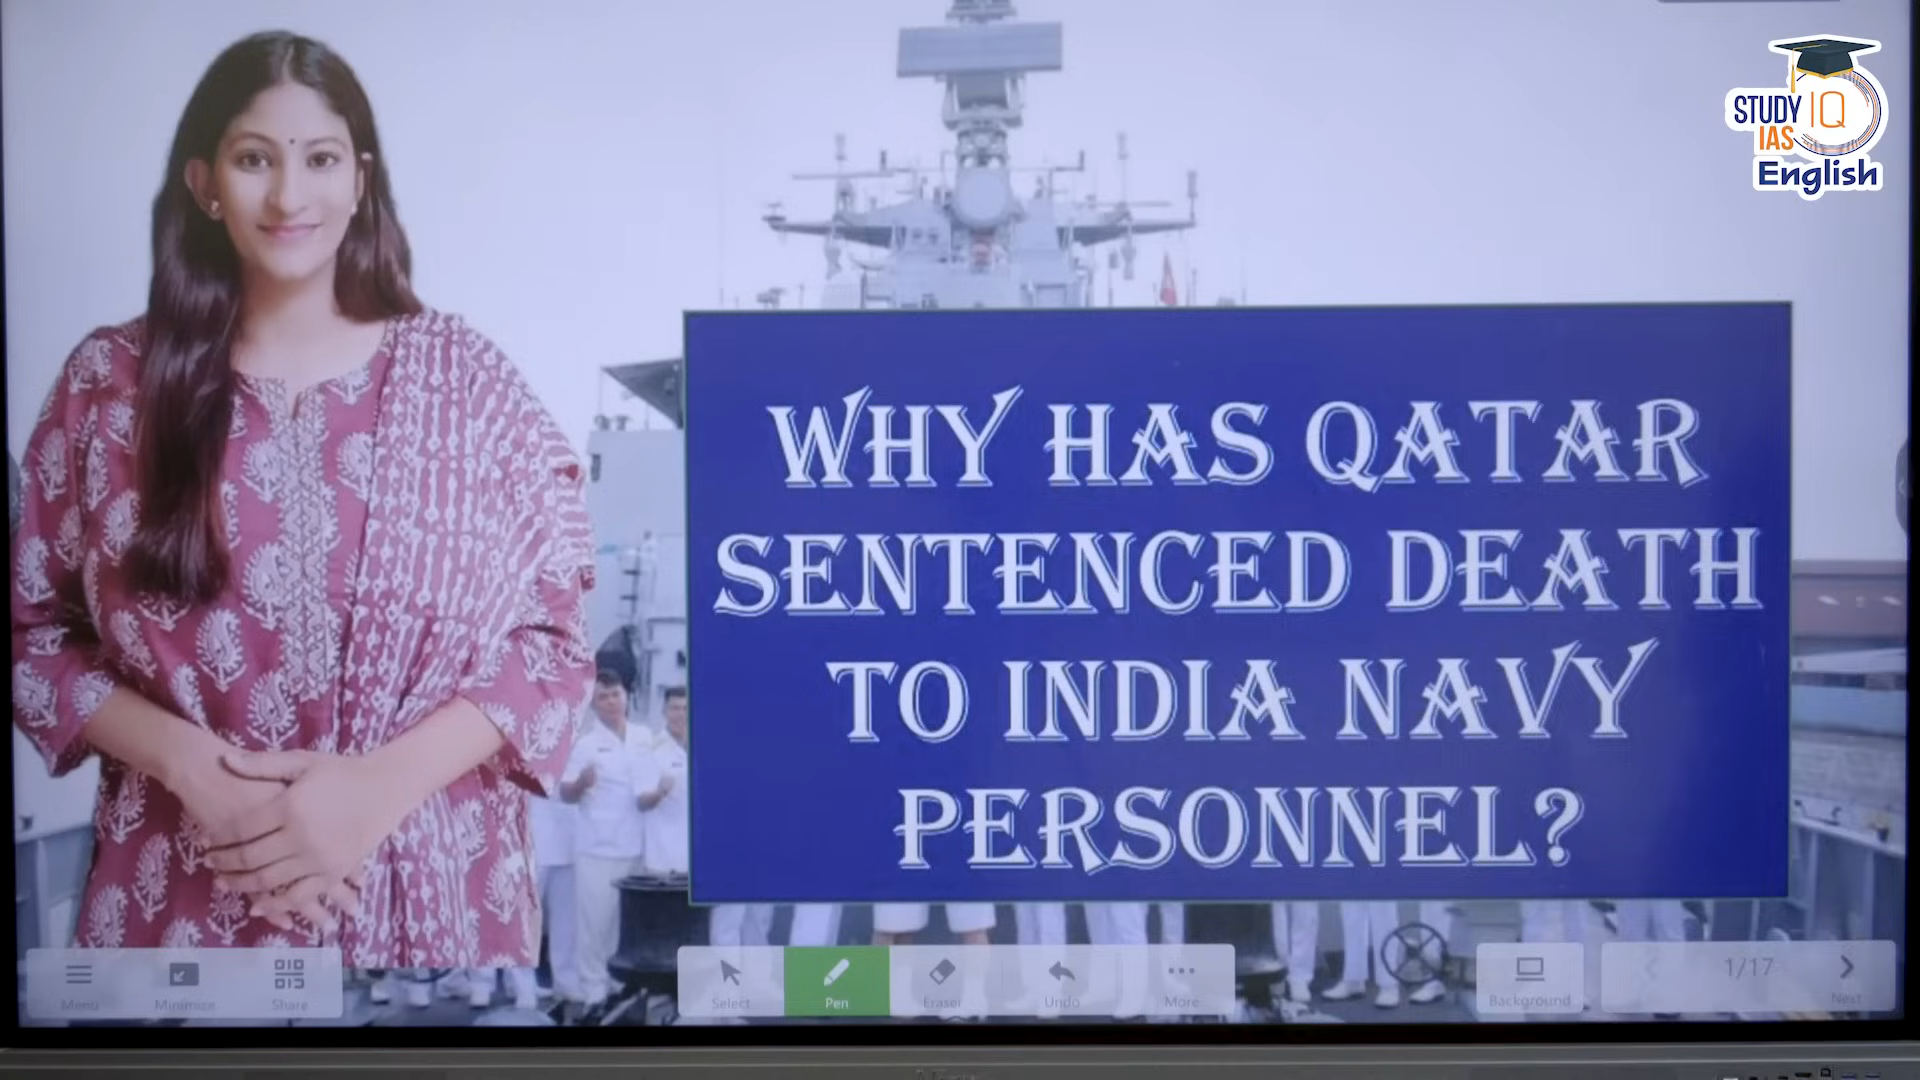 STUDY IQ
IAS
English
WHY HAS QATAR
SENTENCED DEATH
TO INDIA NAVY
PERSONNEL?
Menu
Minimize
Share
Select
Pen
Eraser
Undo
More
Background
1/17
Next